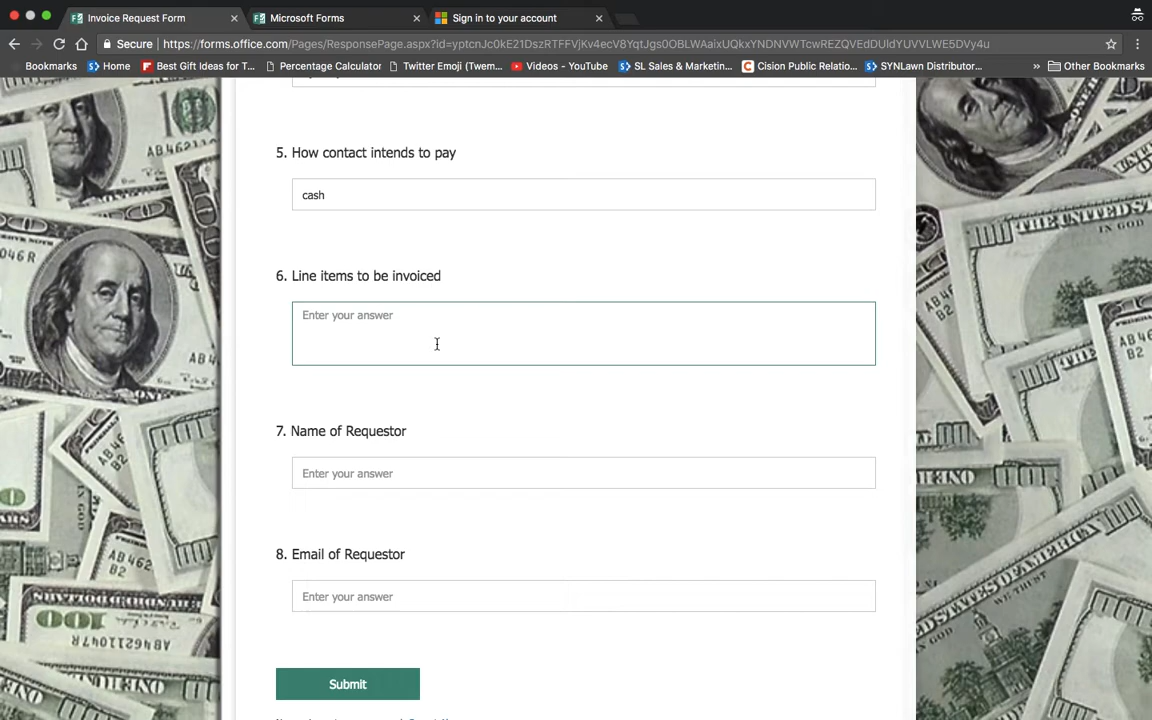 Invoice Request Form
Microsoft Forms
Sign in to your account
Secure https://forms.office.com/Pages/ResponsePage.aspx?id=yptcnJc0kE21DszRTFFVjKv4ecV8YqtJgs0OBLWAaixUQkxYNDNVWTcwREZQVEdDUldYUVVLWE5DVy4u
Bookmarks Home Best Gift Ideas for T... Percentage Calculator Twitter Emoji (Twem... Videos - YouTube SL Sales & Marketin... Cision Public Relatio... SYNLawn Distributor... » Other Bookmarks
5. How contact intends to pay
cash
6. Line items to be invoiced
Enter your answer
7. Name of Requestor
Enter your answer
8. Email of Requestor
Enter your answer
Submit